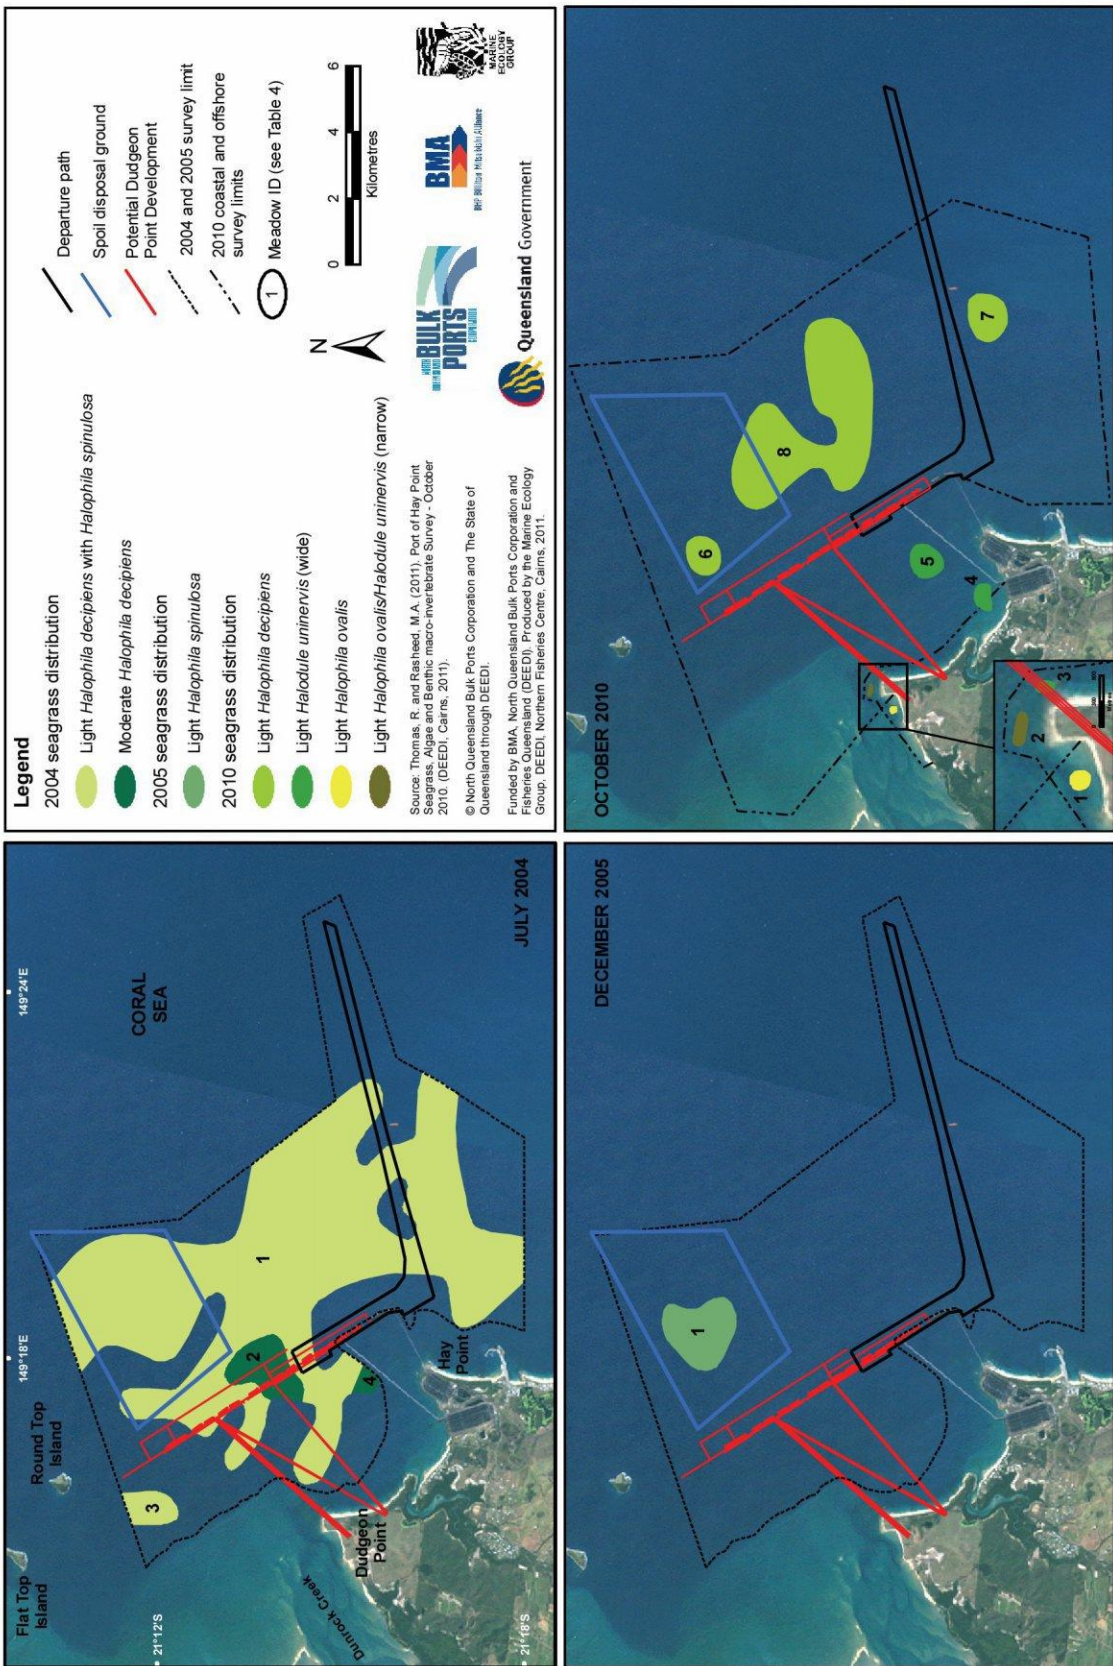 Flat Top
Island
Round Top
Island
149°18'E
149°24'E
CORAL
SEA
21°12'S
21°18'S
Dudgeon
Point
Dunrock Creek
Hay
Point
1
2
3
4
JULY 2004
Legend
2004 seagrass distribution
Light Halophila decipiens with Halophila spinulosa
Moderate Halophila decipiens
2005 seagrass distribution
Light Halophila spinulosa
2010 seagrass distribution
Light Halophila decipiens
Light Halodule uninervis (wide)
Light Halophila ovalis
Light Halophila ovalis/Halodule uninervis (narrow)
Departure path
Spoil disposal ground
Potential Dudgeon
Point Development
2004 and 2005 survey limit
2010 coastal and offshore
survey limits
1
Meadow ID (see Table 4)
N
0 2 4 6
Kilometres
Source: Thomas, R. and Rasheed, M.A. (2011). Port of Hay Point
Seagrass, Algae and Benthic macro-invertebrate Survey - October
2010. (DEEDI, Cairns, 2011).
© North Queensland Bulk Ports Corporation and The State of
Queensland through DEEDI.
Funded by BMA, North Queensland Bulk Ports Corporation and
Fisheries Queensland (DEEDI). Produced by the Marine Ecology
Group, DEEDI, Northern Fisheries Centre, Cairns, 2011.
NORTH
QUEENSLAND
BULK
PORTS
CORPORATION
BMA
BHP Billiton Mitsubishi Alliance
MARINE
ECOLOGY
GROUP
Queensland Government
DECEMBER 2005
1
OCTOBER 2010
1
2
3
4
5
6
7
8